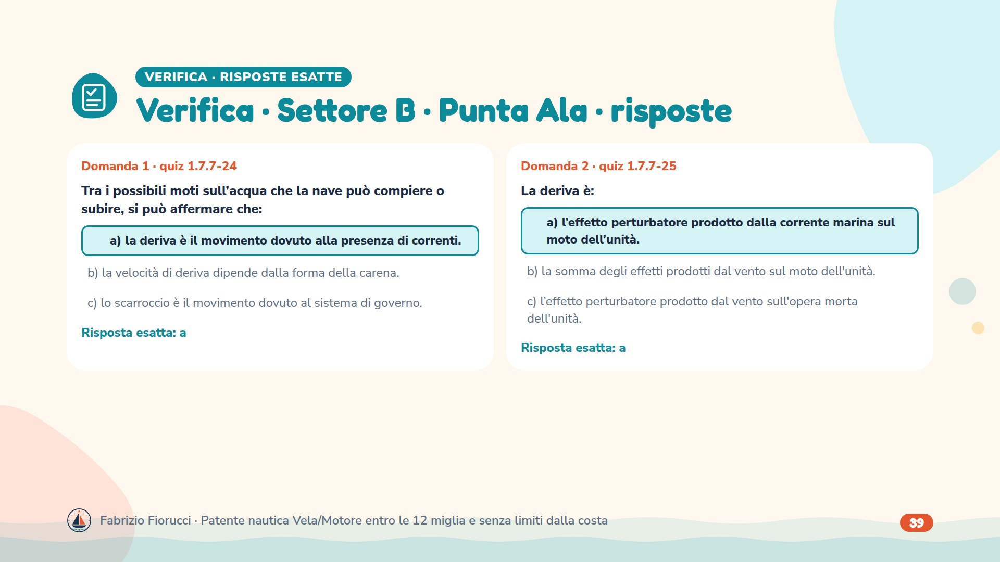 VERIFICA · RISPOSTE ESATTE
Verifica · Settore B · Punta Ala · risposte
Domanda 1 · quiz 1.7.7-24
Tra i possibili moti sull’acqua che la nave può compiere o
subire, si può affermare che:
a) la deriva è il movimento dovuto alla presenza di correnti.
b) la velocità di deriva dipende dalla forma della carena.
c) lo scarroccio è il movimento dovuto al sistema di governo.
Risposta esatta: a
Domanda 2 · quiz 1.7.7-25
La deriva è:
a) l’effetto perturbatore prodotto dalla corrente marina sul
moto dell’unità.
b) la somma degli effetti prodotti dal vento sul moto dell'unità.
c) l’effetto perturbatore prodotto dal vento sull'opera morta
dell'unità.
Risposta esatta: a
Fabrizio Fiorucci · Patente nautica Vela/Motore entro le 12 miglia e senza limiti dalla costa
39